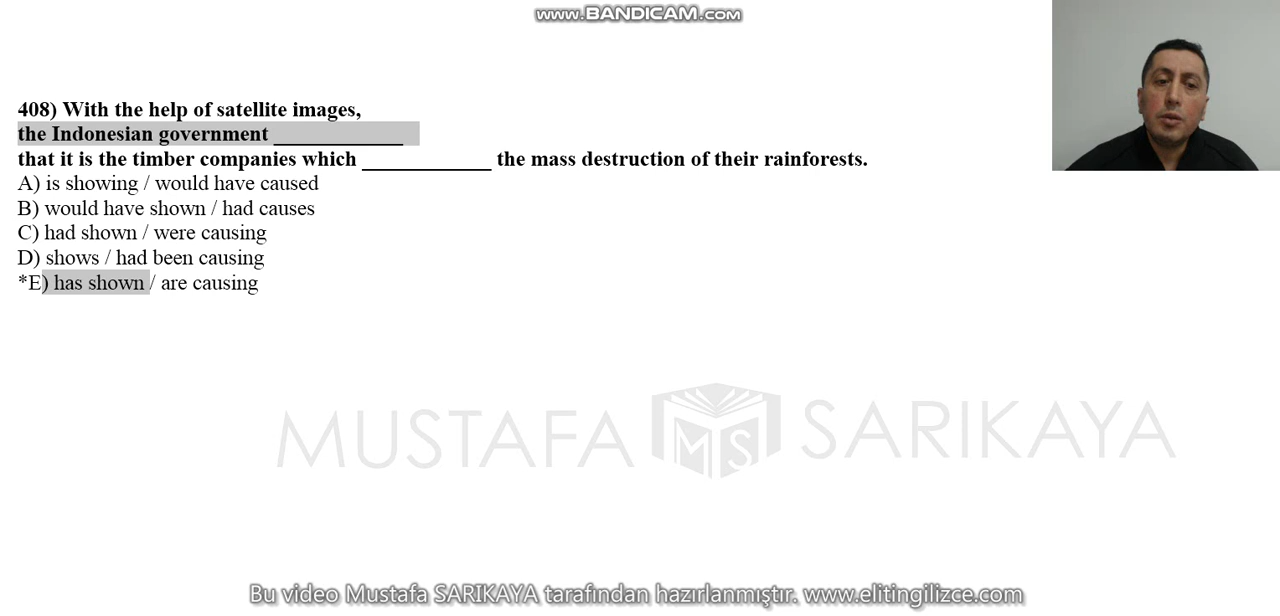 www.BANDICAM.com
408) With the help of satellite images,
the Indonesian government ____________
that it is the timber companies which ____________ the mass destruction of their rainforests.
A) is showing / would have caused
B) would have shown / had causes
C) had shown / were causing
D) shows / had been causing
*E) has shown / are causing
MUSTAFA MS SARIKAYA
Bu video Mustafa SARIKAYA tarafından hazırlanmıştır. www.elitingilizce.com